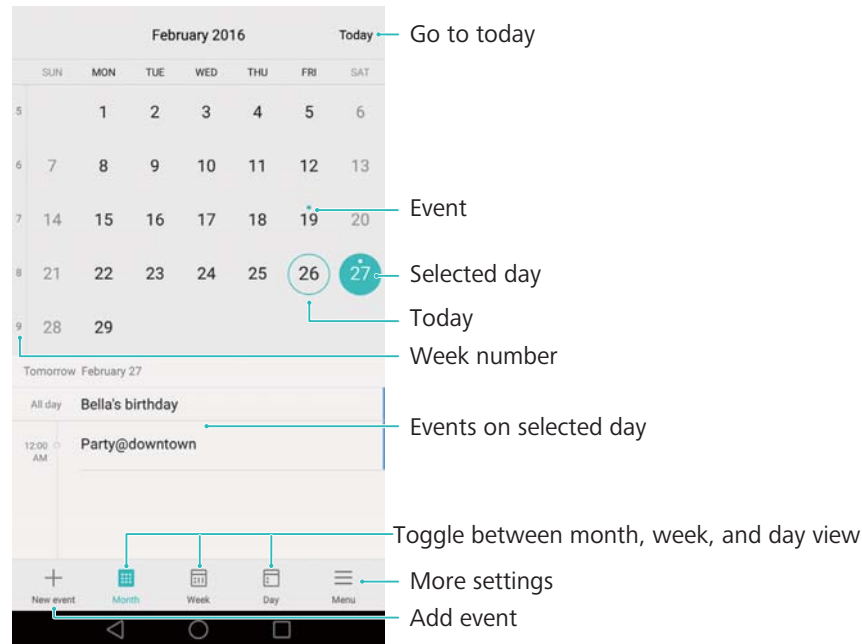 February 2016 Today Go to today
SUN MON TUE WED THU FRI SAT
5 1 2 3 4 5 6
6 7 8 9 10 11 12 13
7 14 15 16 17 18 19 20
Event
8 21 22 23 24 25 26 27
Selected day
Today
9 28 29
Week number
Tomorrow February 27
All day Bella's birthday
Events on selected day
12:00 AM Party@downtown
Toggle between month, week, and day view
More settings
New event Month Week Day Menu
Add event